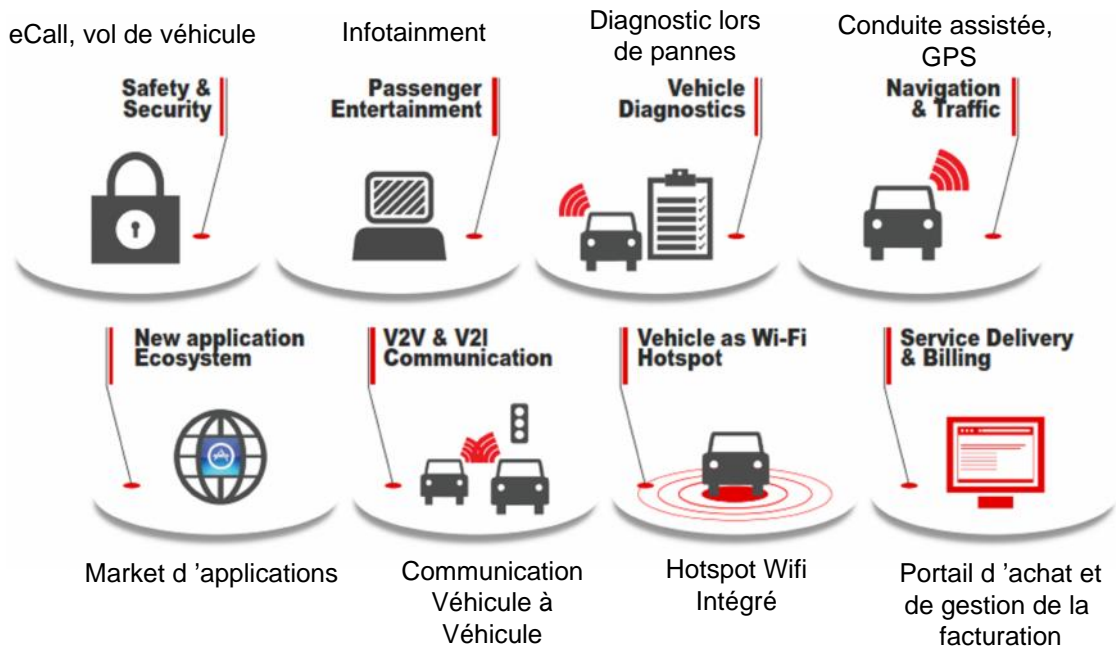 eCall, vol de véhicule
Infotainment
Diagnostic lors
de pannes
Conduite assistée,
GPS
Safety &
Security
Passenger
Entertainment
Vehicle
Diagnostics
Navigation
& Traffic
New application
Ecosystem
V2V & V2I
Communication
Vehicle as Wi-Fi
Hotspot
Service Delivery
& Billing
Market d ’applications
Communication
Véhicule à
Véhicule
Hotspot Wifi
Intégré
Portail d ’achat et
de gestion de la
facturation